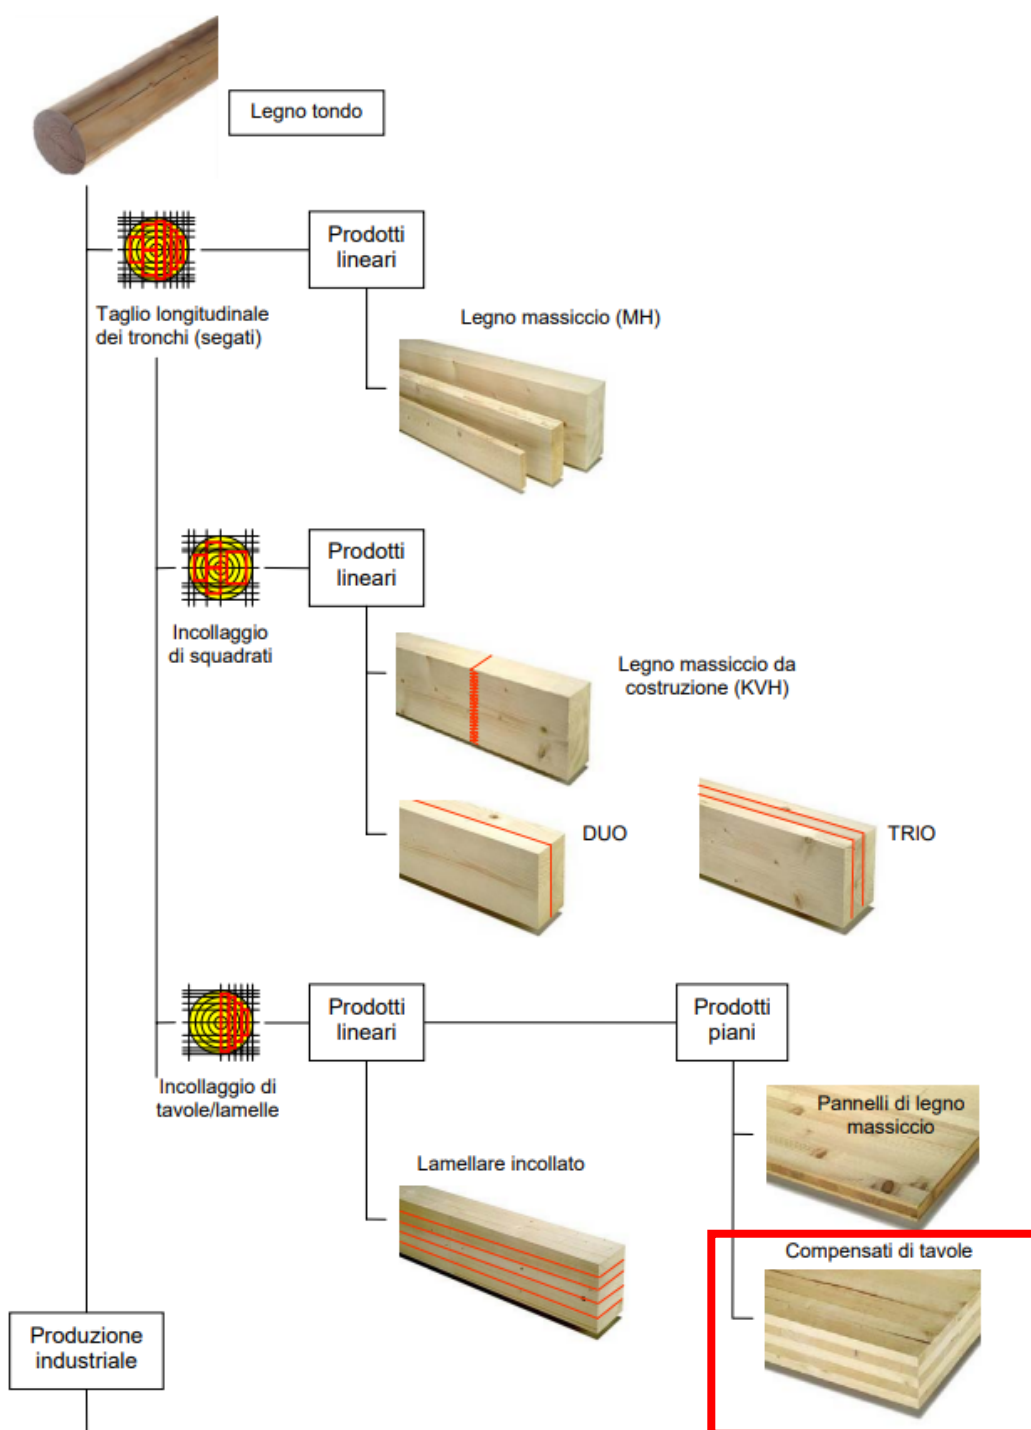 Legno tondo
Prodotti
lineari
Taglio longitudinale
dei tronchi (segati)
Legno massiccio (MH)
Prodotti
lineari
Incollaggio
di squadrati
Legno massiccio da
costruzione (KVH)
DUO
TRIO
Prodotti
lineari
Prodotti
piani
Incollaggio di
tavole/lamelle
Pannelli di legno
massiccio
Lamellare incollato
Compensati di tavole
Produzione
industriale